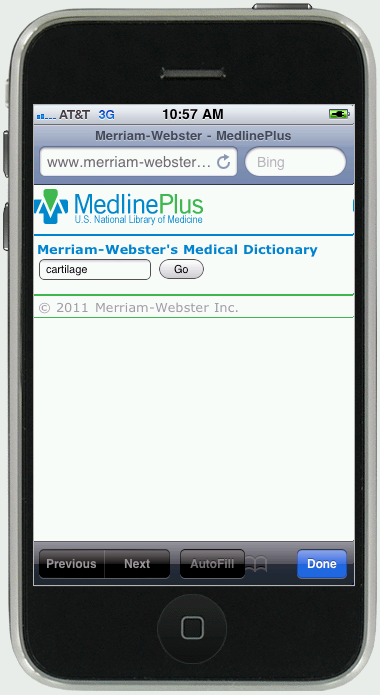 AT&T 3G 10:57 AM
Merriam-Webster - MedlinePlus
www.merriam-webster... Bing
MedlinePlus
U.S. National Library of Medicine
Merriam-Webster's Medical Dictionary
cartilage Go
© 2011 Merriam-Webster Inc.
Previous Next AutoFill Done